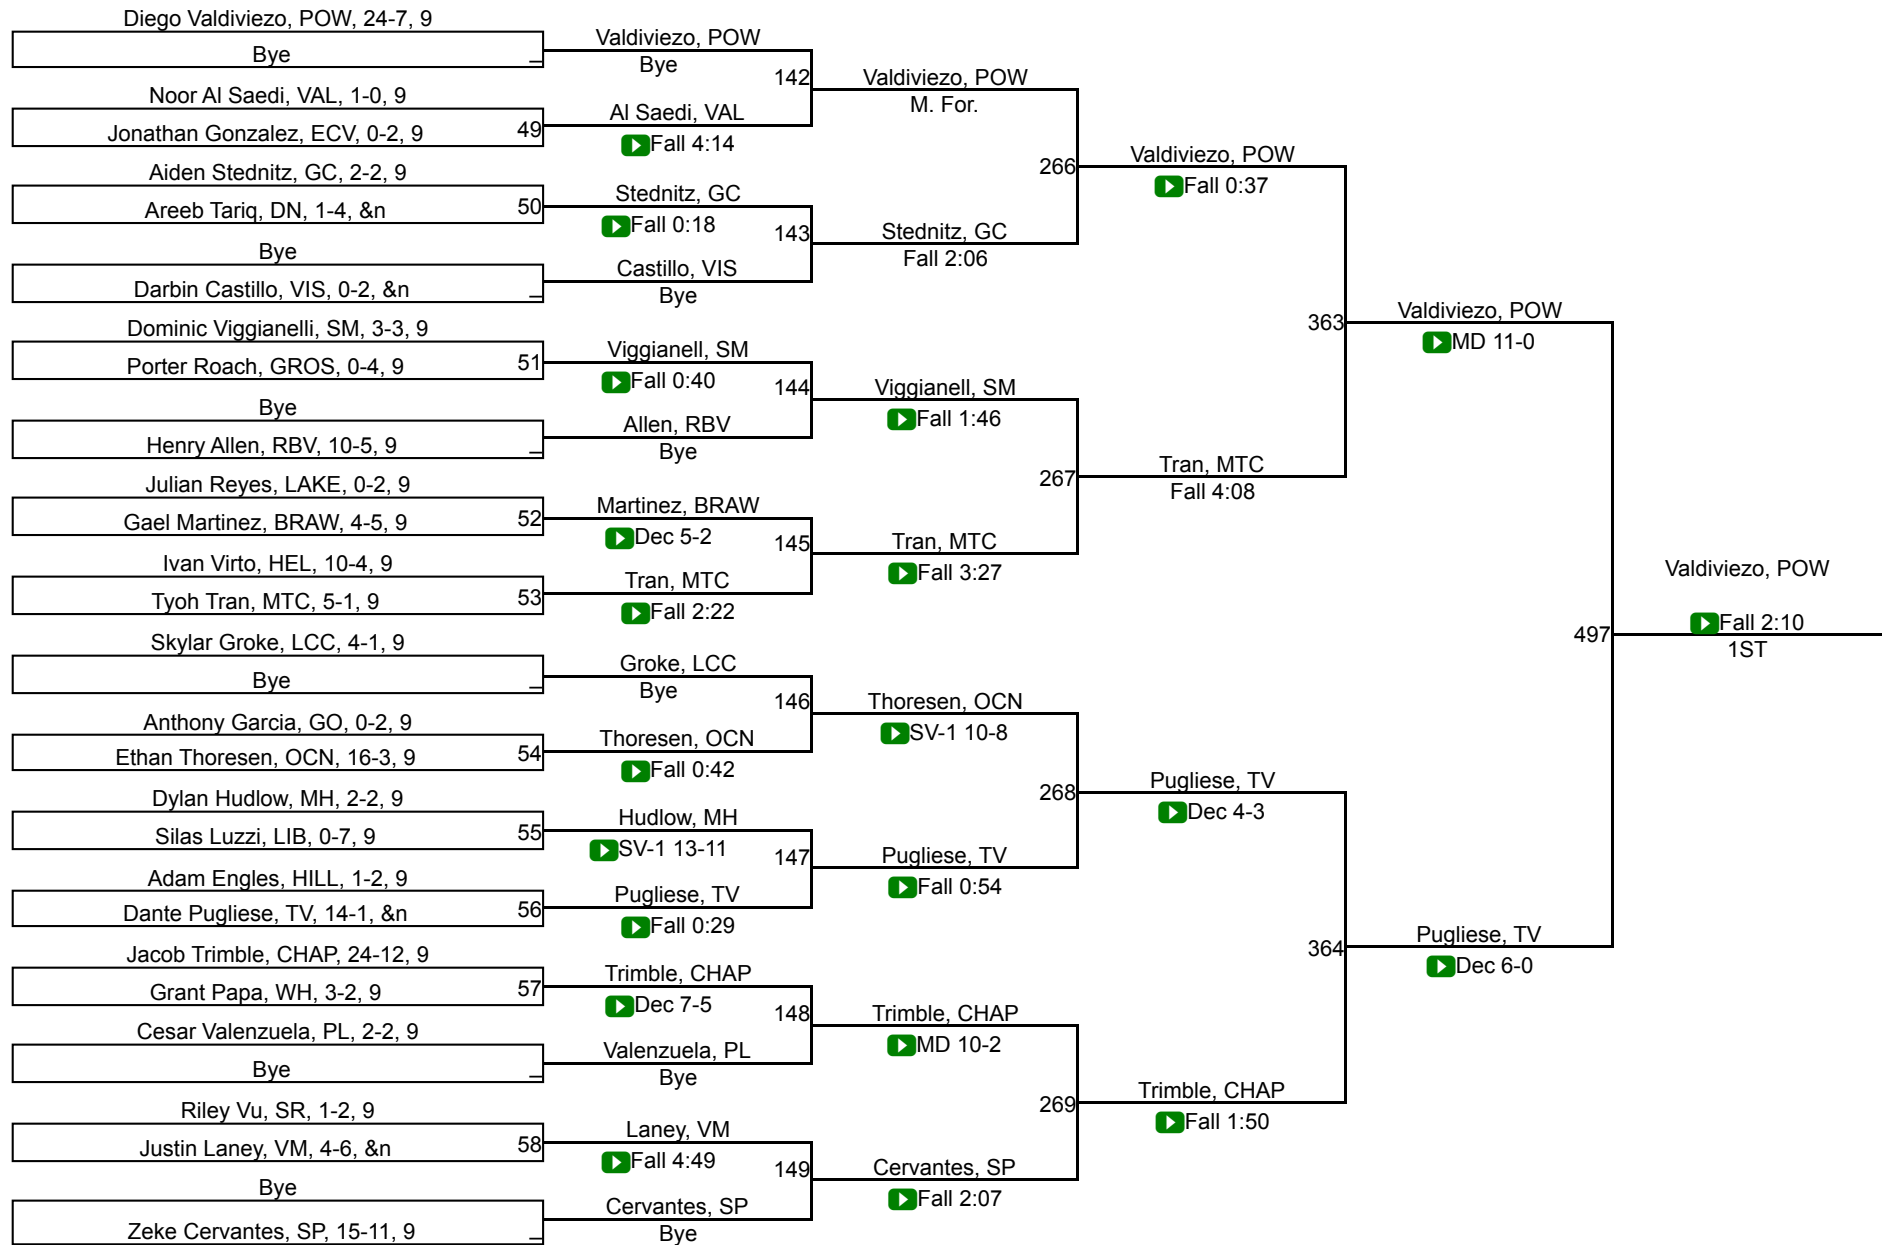 Diego Valdiviezo, POW, 24-7, 9
Bye
Noor Al Saedi, VAL, 1-0, 9
Jonathan Gonzalez, ECV, 0-2, 9
49
Aiden Stednitz, GC, 2-2, 9
Areeb Tariq, DN, 1-4, &n
50
Bye
Darbin Castillo, VIS, 0-2, &n
Dominic Viggianelli, SM, 3-3, 9
Porter Roach, GROS, 0-4, 9
51
Bye
Henry Allen, RBV, 10-5, 9
Julian Reyes, LAKE, 0-2, 9
Gael Martinez, BRAW, 4-5, 9
52
Ivan Virto, HEL, 10-4, 9
Tyoh Tran, MTC, 5-1, 9
53
Skylar Groke, LCC, 4-1, 9
Bye
Anthony Garcia, GO, 0-2, 9
Ethan Thoresen, OCN, 16-3, 9
54
Dylan Hudlow, MH, 2-2, 9
Silas Luzzi, LIB, 0-7, 9
55
Adam Engles, HILL, 1-2, 9
Dante Pugliese, TV, 14-1, &n
56
Jacob Trimble, CHAP, 24-12, 9
Grant Papa, WH, 3-2, 9
57
Cesar Valenzuela, PL, 2-2, 9
Bye
Riley Vu, SR, 1-2, 9
Justin Laney, VM, 4-6, &n
58
Bye
Zeke Cervantes, SP, 15-11, 9
Valdiviezo, POW
Bye
142
Al Saedi, VAL
Fall 4:14
Stednitz, GC
Fall 0:18
143
Castillo, VIS
Bye
Viggianell, SM
Fall 0:40
144
Allen, RBV
Bye
Martinez, BRAW
Dec 5-2
145
Tran, MTC
Fall 2:22
Groke, LCC
Bye
146
Thoresen, OCN
Fall 0:42
Hudlow, MH
SV-1 13-11
147
Pugliese, TV
Fall 0:29
Trimble, CHAP
Dec 7-5
148
Valenzuela, PL
Bye
Laney, VM
Fall 4:49
149
Cervantes, SP
Bye
Valdiviezo, POW
M. For.
266
Stednitz, GC
Fall 2:06
Viggianell, SM
Fall 1:46
267
Tran, MTC
Fall 3:27
Thoresen, OCN
SV-1 10-8
268
Pugliese, TV
Fall 0:54
Trimble, CHAP
MD 10-2
269
Cervantes, SP
Fall 2:07
Valdiviezo, POW
Fall 0:37
363
Tran, MTC
Fall 4:08
Pugliese, TV
Dec 4-3
364
Trimble, CHAP
Fall 1:50
Valdiviezo, POW
MD 11-0
497
Pugliese, TV
Dec 6-0
Valdiviezo, POW
Fall 2:10
1ST